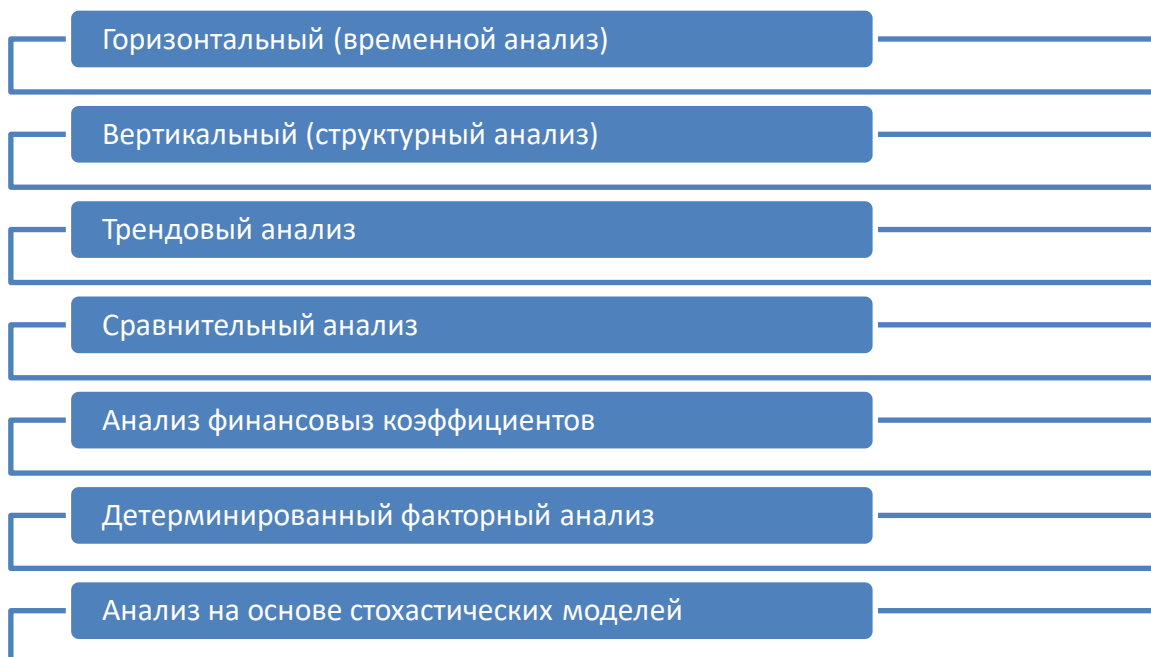 Горизонтальный (временной анализ)
Вертикальный (структурный анализ)
Трендовый анализ
Сравнительный анализ
Анализ финансовыз коэффициентов
Детерминированный факторный анализ
Анализ на основе стохастических моделей